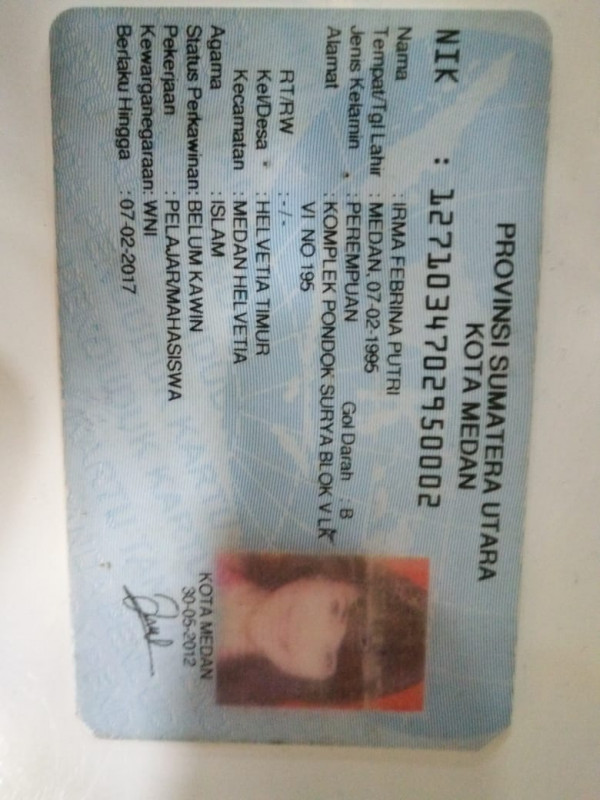 PROVINSI SUMATERA UTARA
KOTA MEDAN
NIK : 1271034702950002
Nama : IRMA FEBRINA PUTRI
Tempat/Tgl Lahir : MEDAN, 07-02-1995
Jenis Kelamin : PEREMPUAN Gol Darah : B
Alamat : KOMPLEK PONDOK SURYA BLOK V LK
VI NO 195
RT/RW : -/-
Kel/Desa : HELVETIA TIMUR
Kecamatan : MEDAN HELVETIA
Agama : ISLAM
Status Perkawinan: BELUM KAWIN
Pekerjaan : PELAJAR/MAHASISWA
Kewarganegaraan: WNI
Berlaku Hingga : 07-02-2017
KOTA MEDAN
30-05-2012